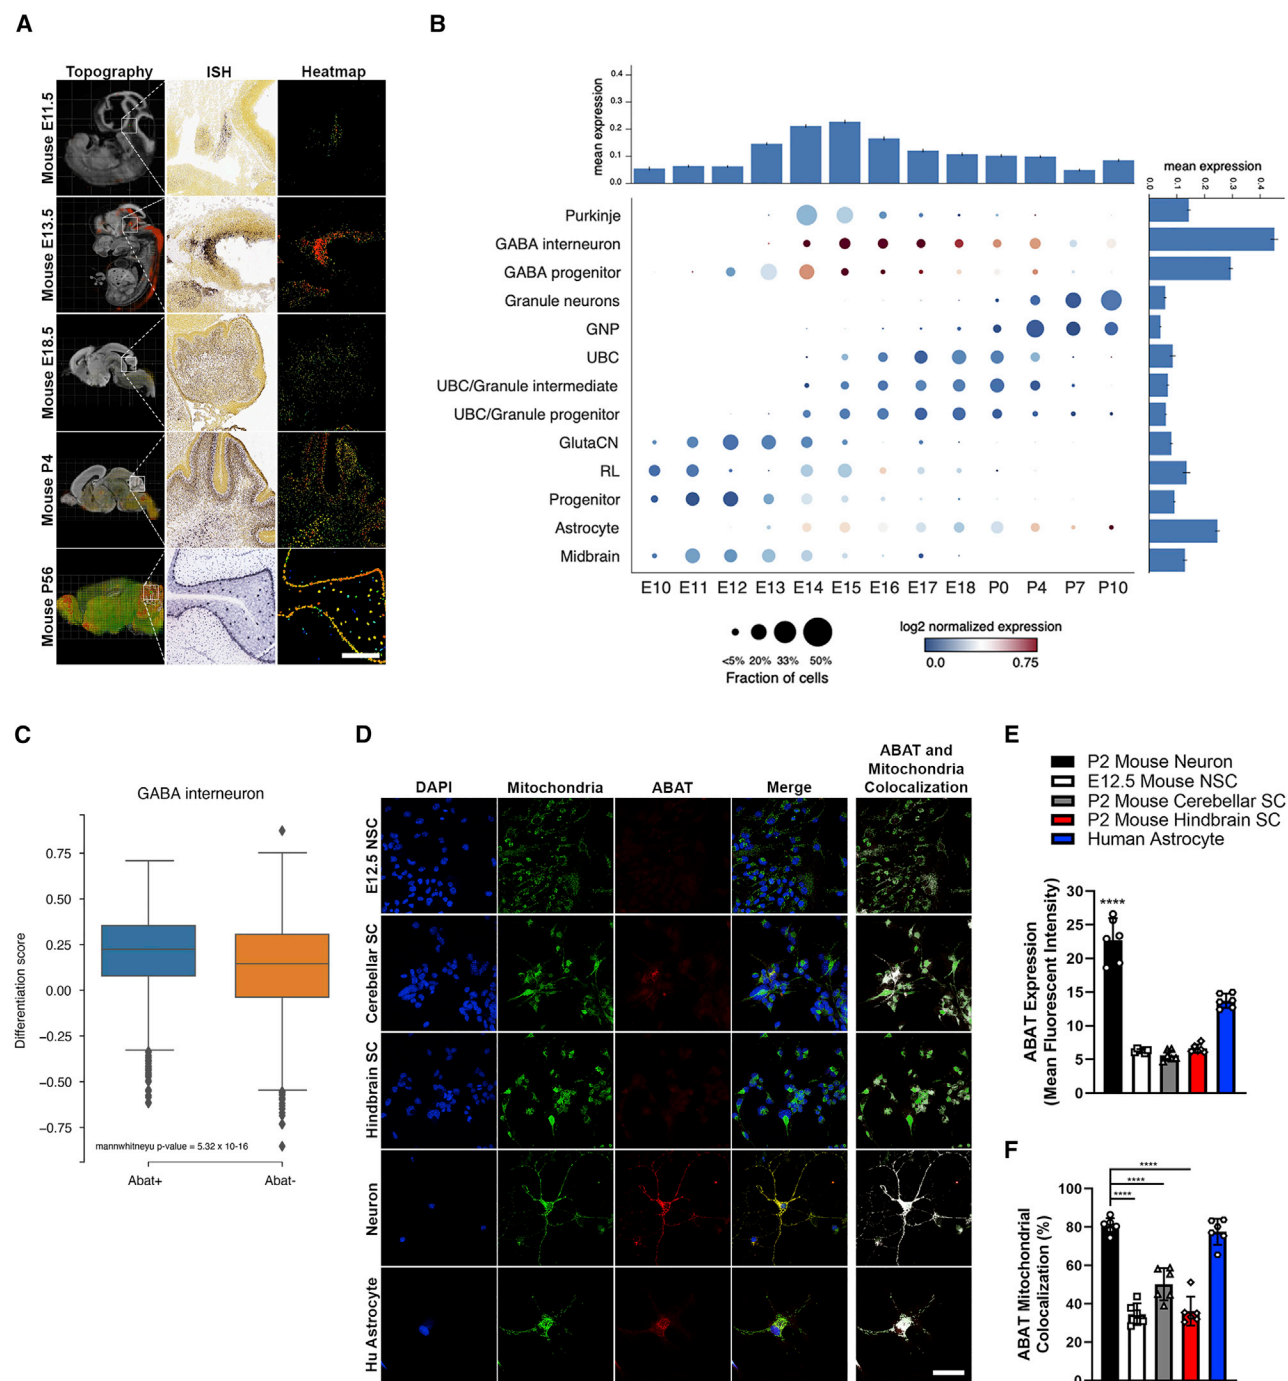 A
Topography ISH Heatmap
Mouse E11.5
Mouse E13.5
Mouse E18.5
Mouse P4
Mouse P56
B
mean expression
0.4
0.3
0.2
0.1
0.0
mean expression
0.0 0.1 0.2 0.3 0.4
Purkinje
GABA interneuron
GABA progenitor
Granule neurons
GNP
UBC
UBC/Granule intermediate
UBC/Granule progenitor
GlutaCN
RL
Progenitor
Astrocyte
Midbrain
E10 E11 E12 E13 E14 E15 E16 E17 E18 P0 P4 P7 P10
<5% 20% 33% 50%
Fraction of cells
log2 normalized expression
0.0 0.75
C
GABA interneuron
Differentiation score
0.75
0.50
0.25
0.00
−0.25
−0.50
−0.75
mannwhitneyu p-value = 5.32 x 10-16
Abat+ Abat-
D
DAPI Mitochondria ABAT Merge
ABAT and
Mitochondria
Colocalization
E12.5 NSC
Cerebellar SC
Hindbrain SC
Neuron
Hu Astrocyte
E
P2 Mouse Neuron
E12.5 Mouse NSC
P2 Mouse Cerebellar SC
P2 Mouse Hindbrain SC
Human Astrocyte
ABAT Expression
(Mean Fluorescent Intensity)
30
25
20
15
10
5
0
****
F
ABAT Mitochondrial
Colocalization (%)
100
80
60
40
20
0
****
****
****